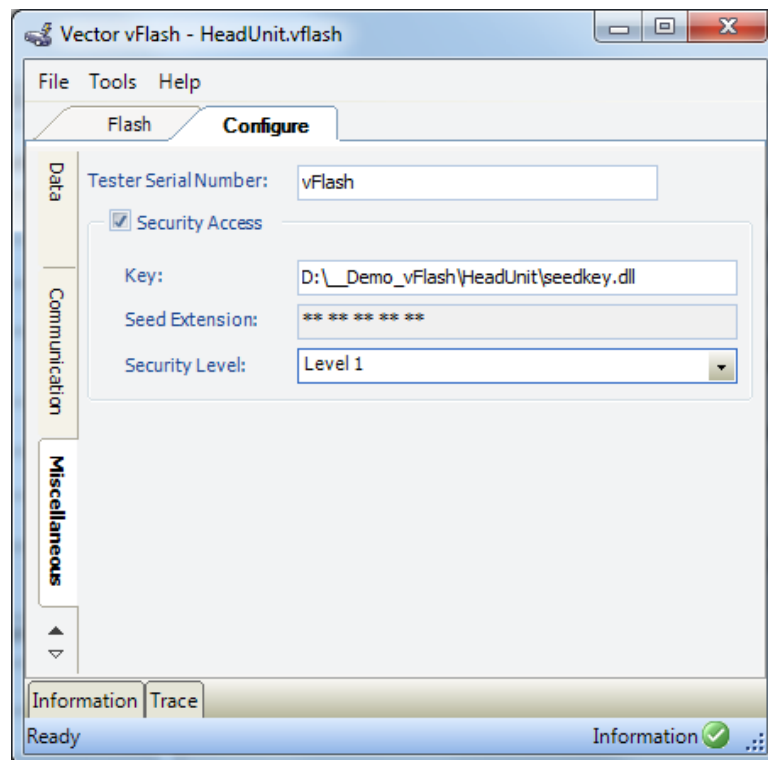 Vector vFlash - HeadUnit.vflash
File Tools Help
Flash Configure
Data
Communication
Miscellaneous
Tester Serial Number: vFlash
Security Access
Key: D:\__Demo_vFlash\HeadUnit\seedkey.dll
Seed Extension: ** ** ** ** **
Security Level: Level 1
Information Trace
Ready Information